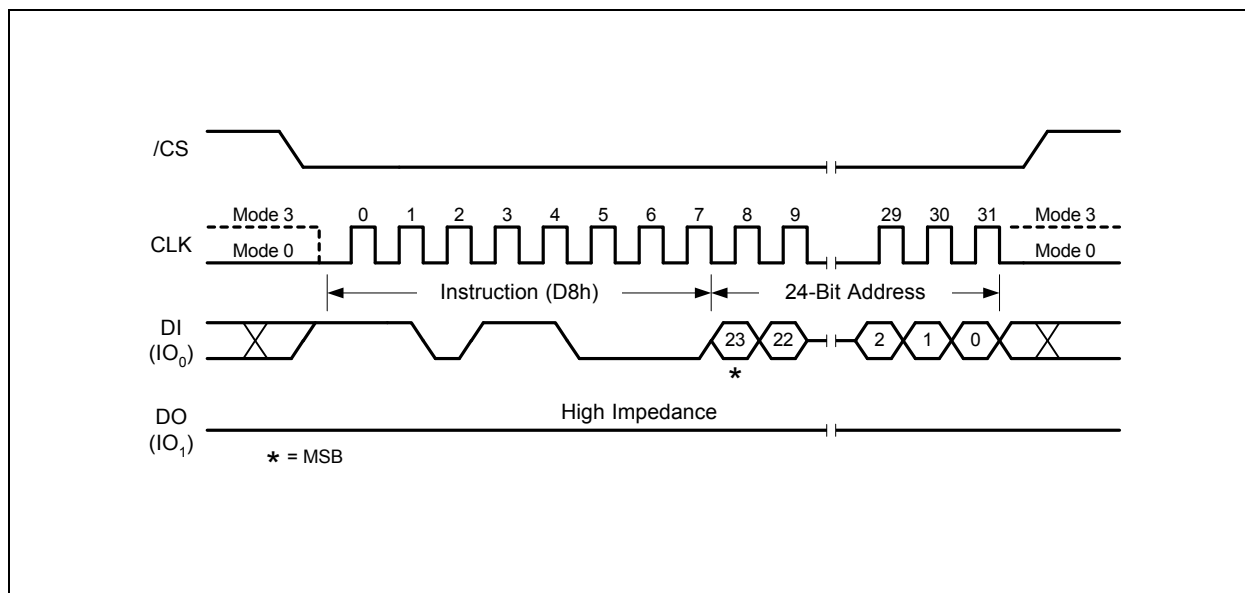 /CS
Mode 3 0 1 2 3 4 5 6 7 8 9 29 30 31 Mode 3
CLK
Mode 0 Mode 0
Instruction (D8h) 24-Bit Address
DI
(IO₀)
23 22 2 1 0
*
DO
(IO₁)
High Impedance
* = MSB